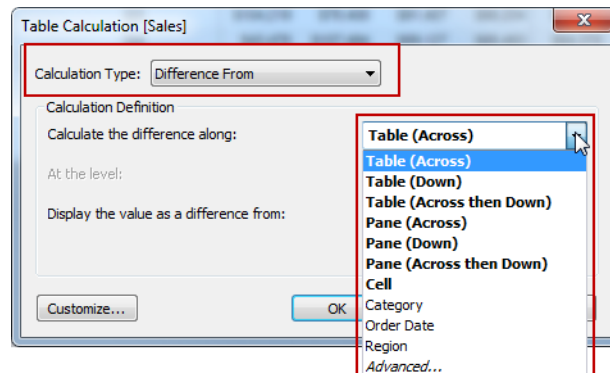 Table Calculation [Sales]
Calculation Type: Difference From
Calculation Definition
Calculate the difference along: Table (Across)
Table (Across)
At the level:
Table (Down)
Table (Across then Down)
Display the value as a difference from:
Pane (Across)
Pane (Down)
Pane (Across then Down)
Cell
Customize... OK Category
Order Date
Region
Advanced...